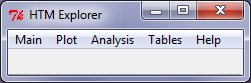 HTM Explorer
Main Plot Analysis Tables Help